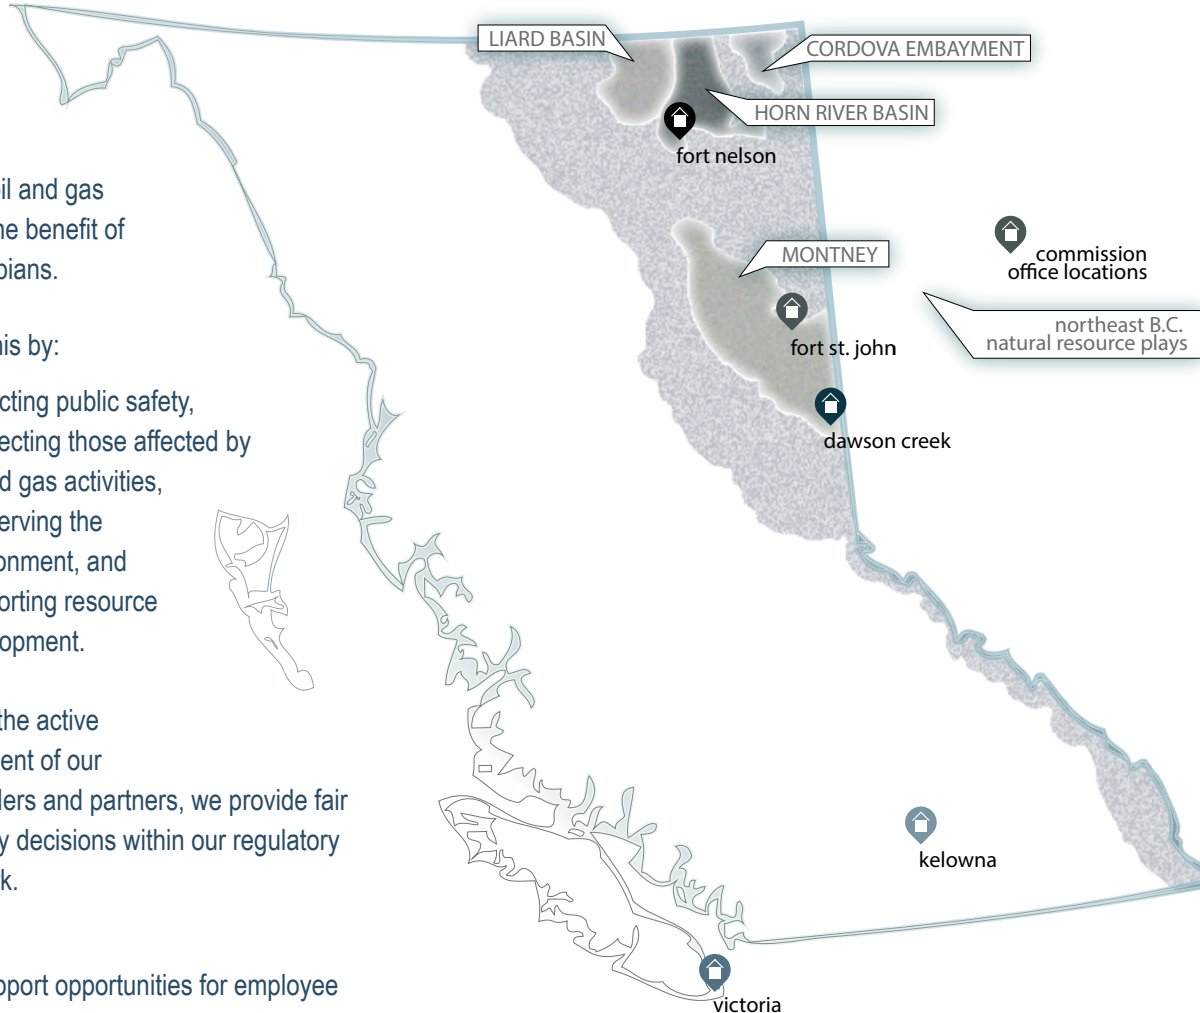 LIARD BASIN
CORDOVA EMBAYMENT
HORN RIVER BASIN
fort nelson
MONTNEY
fort st. john
dawson creek
commission
office locations
northeast B.C.
natural resource plays
kelowna
victoria
il and gas
he benefit of
bians.
his by:
cting public safety,
ecting those affected by
d gas activities,
erving the
onment, and
orting resource
opment.
the active
ent of our
ders and partners, we provide fair
y decisions within our regulatory
k.
pport opportunities for employee